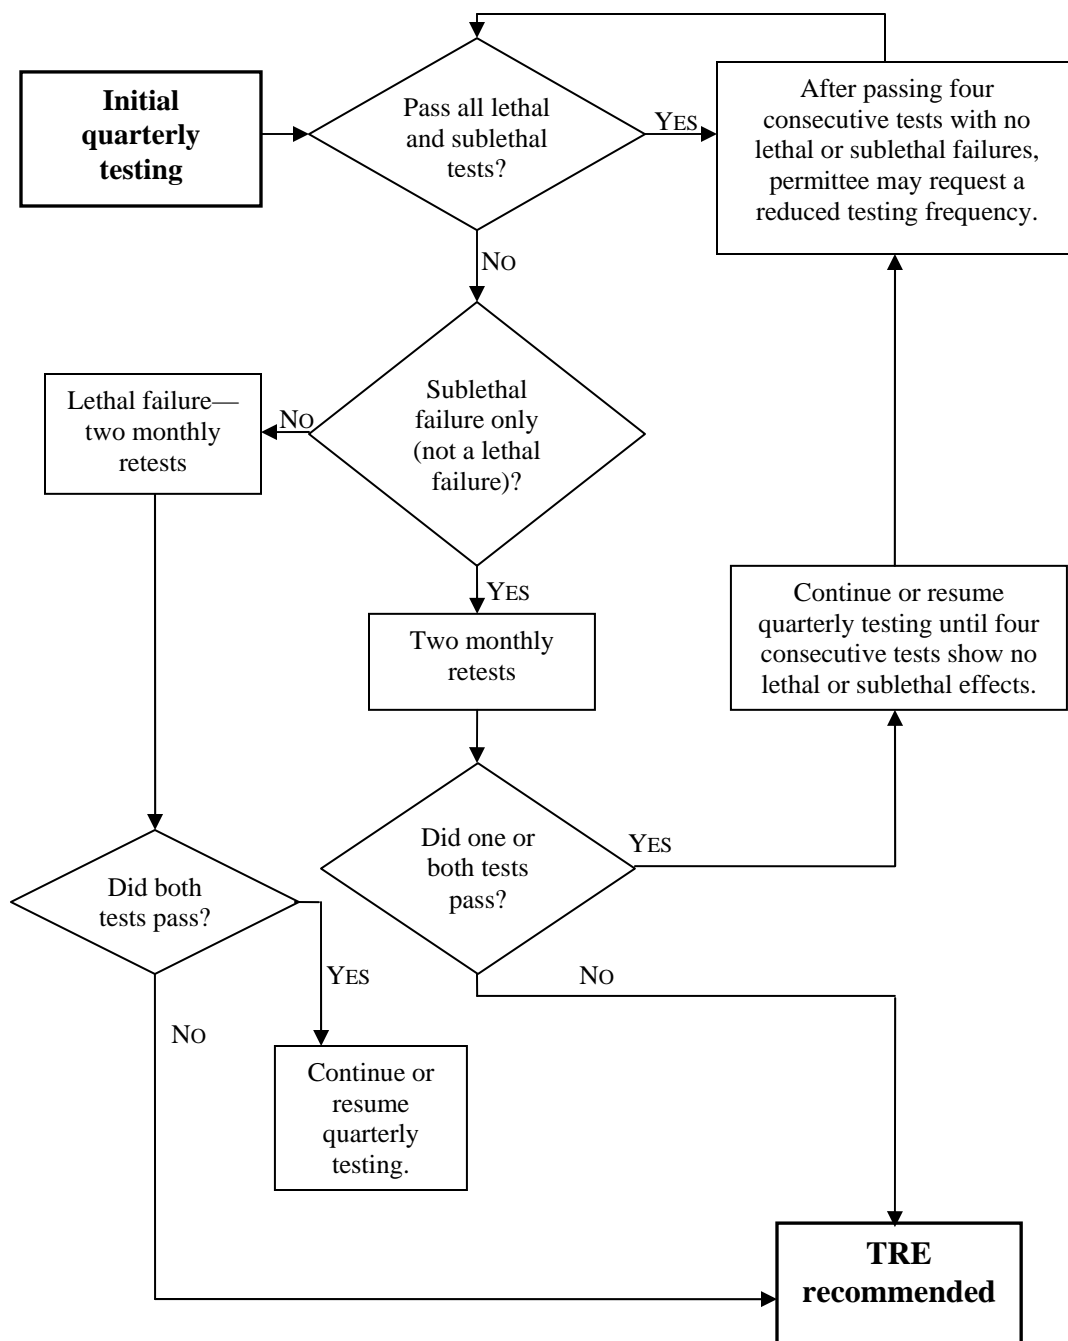 Initial
quarterly
testing
Pass all lethal
and sublethal
tests?
YES
After passing four
consecutive tests with no
lethal or sublethal failures,
permittee may request a
reduced testing frequency.
NO
Sublethal
failure only
(not a lethal
failure)?
NO
Lethal failure—
two monthly
retests
YES
Two monthly
retests
Continue or resume
quarterly testing until four
consecutive tests show no
lethal or sublethal effects.
Did one or
both tests
pass?
YES
Did both
tests pass?
YES
NO
NO
Continue or
resume
quarterly
testing.
TRE
recommended